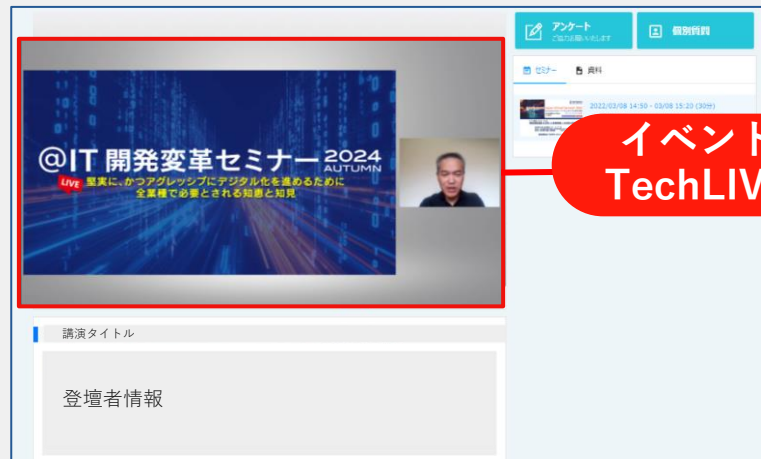 アンケート
ご協力お願いいたします
個別質問
セミナー
資料
2022/03/08 14:50 - 03/08 15:20 (30分)
@IT 開発変革セミナー 2024
AUTUMN
LIVE 堅実に、かつアグレッシブにデジタル化を進めるために
全業種で必要とされる知恵と知見
イベント
TechLIV
講演タイトル
登壇者情報